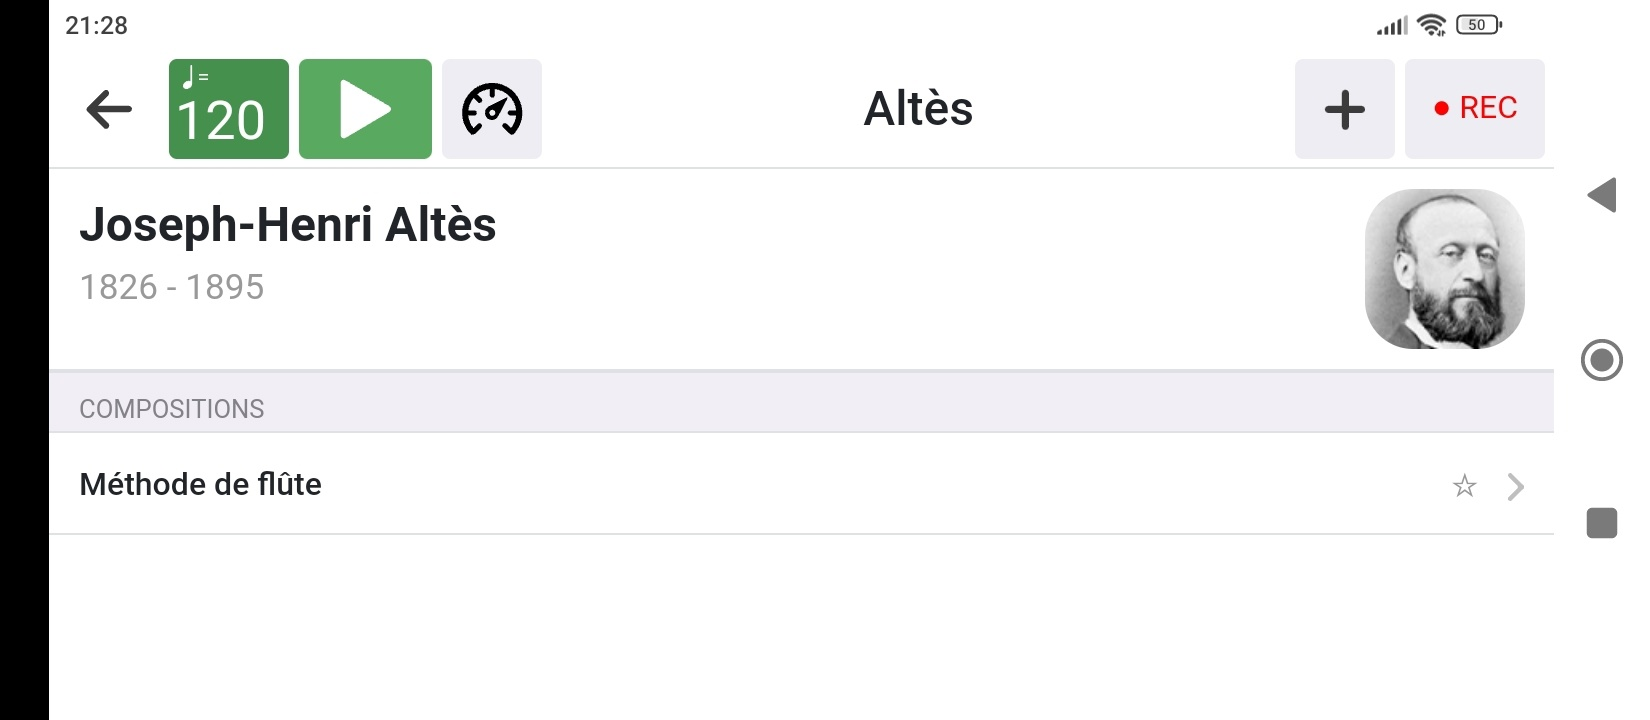 21:28
50
♩=
120
Altès
+
● REC
Joseph-Henri Altès
1826 - 1895
COMPOSITIONS
Méthode de flûte